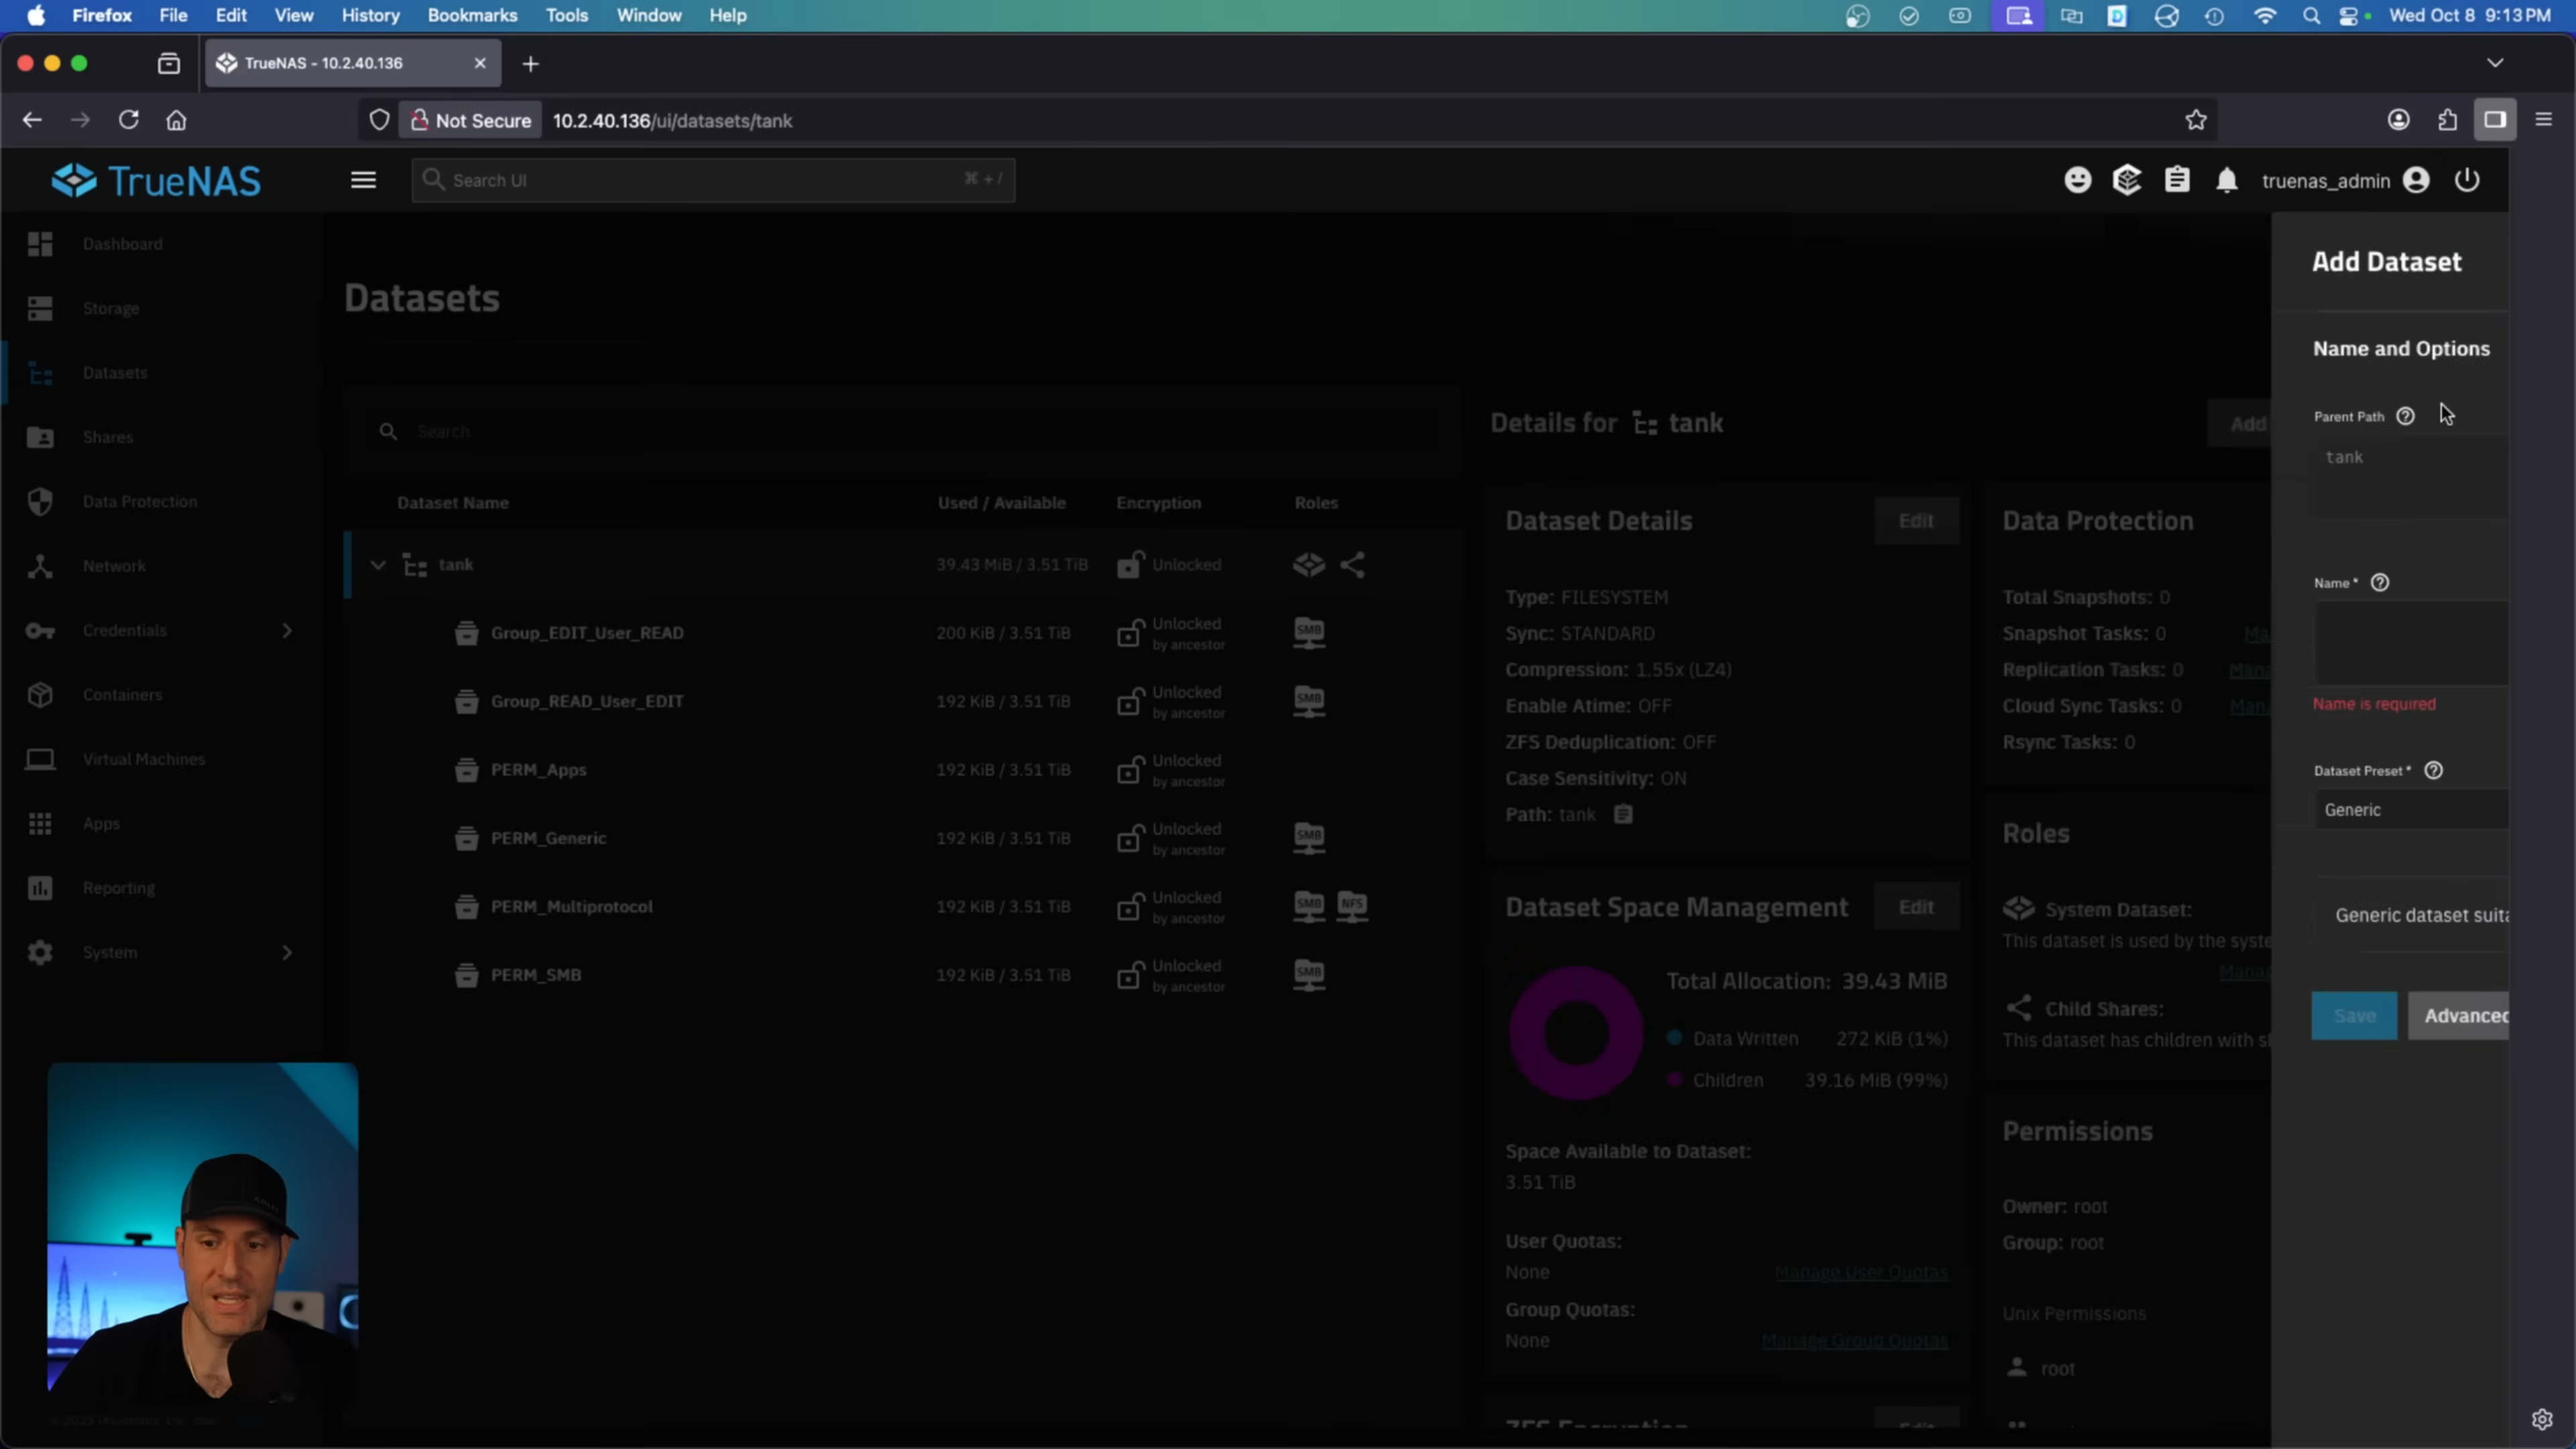 Firefox File Edit View History Bookmarks Tools Window Help Wed Oct 8 9:13 PM
TrueNAS - 10.2.40.136
Not Secure 10.2.40.136/ui/datasets/tank
TrueNAS Search UI ⌘ + / truenas_admin
Dashboard
Storage
Datasets
Shares
Data Protection
Network
Credentials
Containers
Virtual Machines
Apps
Reporting
System
Datasets
Search
Dataset Name Used / Available Encryption Roles
tank 39.43 MiB / 3.51 TiB Unlocked
Group_EDIT_User_READ 200 KiB / 3.51 TiB Unlocked by ancestor SMB
Group_READ_User_EDIT 192 KiB / 3.51 TiB Unlocked by ancestor SMB
PERM_Apps 192 KiB / 3.51 TiB Unlocked by ancestor
PERM_Generic 192 KiB / 3.51 TiB Unlocked by ancestor SMB
PERM_Multiprotocol 192 KiB / 3.51 TiB Unlocked by ancestor SMB NFS
PERM_SMB 192 KiB / 3.51 TiB Unlocked by ancestor SMB
Details for tank Add
Dataset Details Edit
Type: FILESYSTEM
Sync: STANDARD
Compression: 1.55x (LZ4)
Enable Atime: OFF
ZFS Deduplication: OFF
Case Sensitivity: ON
Path: tank
Dataset Space Management Edit
Total Allocation: 39.43 MiB
Data Written 272 KiB (1%)
Children 39.16 MiB (99%)
Space Available to Dataset:
3.51 TiB
User Quotas:
None Manage User Quotas
Group Quotas:
None Manage Group Quotas
ZFS Encryption Edit
Data Protection
Total Snapshots: 0
Snapshot Tasks: 0 Ma
Replication Tasks: 0 Mana
Cloud Sync Tasks: 0 Mana
Rsync Tasks: 0
Roles
System Dataset:
This dataset is used by the syste
Manag
Child Shares:
This dataset has children with sl
Permissions
Owner: root
Group: root
Unix Permissions
root
Add Dataset
Name and Options
Parent Path
tank
Name *
Name is required
Dataset Preset *
Generic
Generic dataset suita
Save Advanced